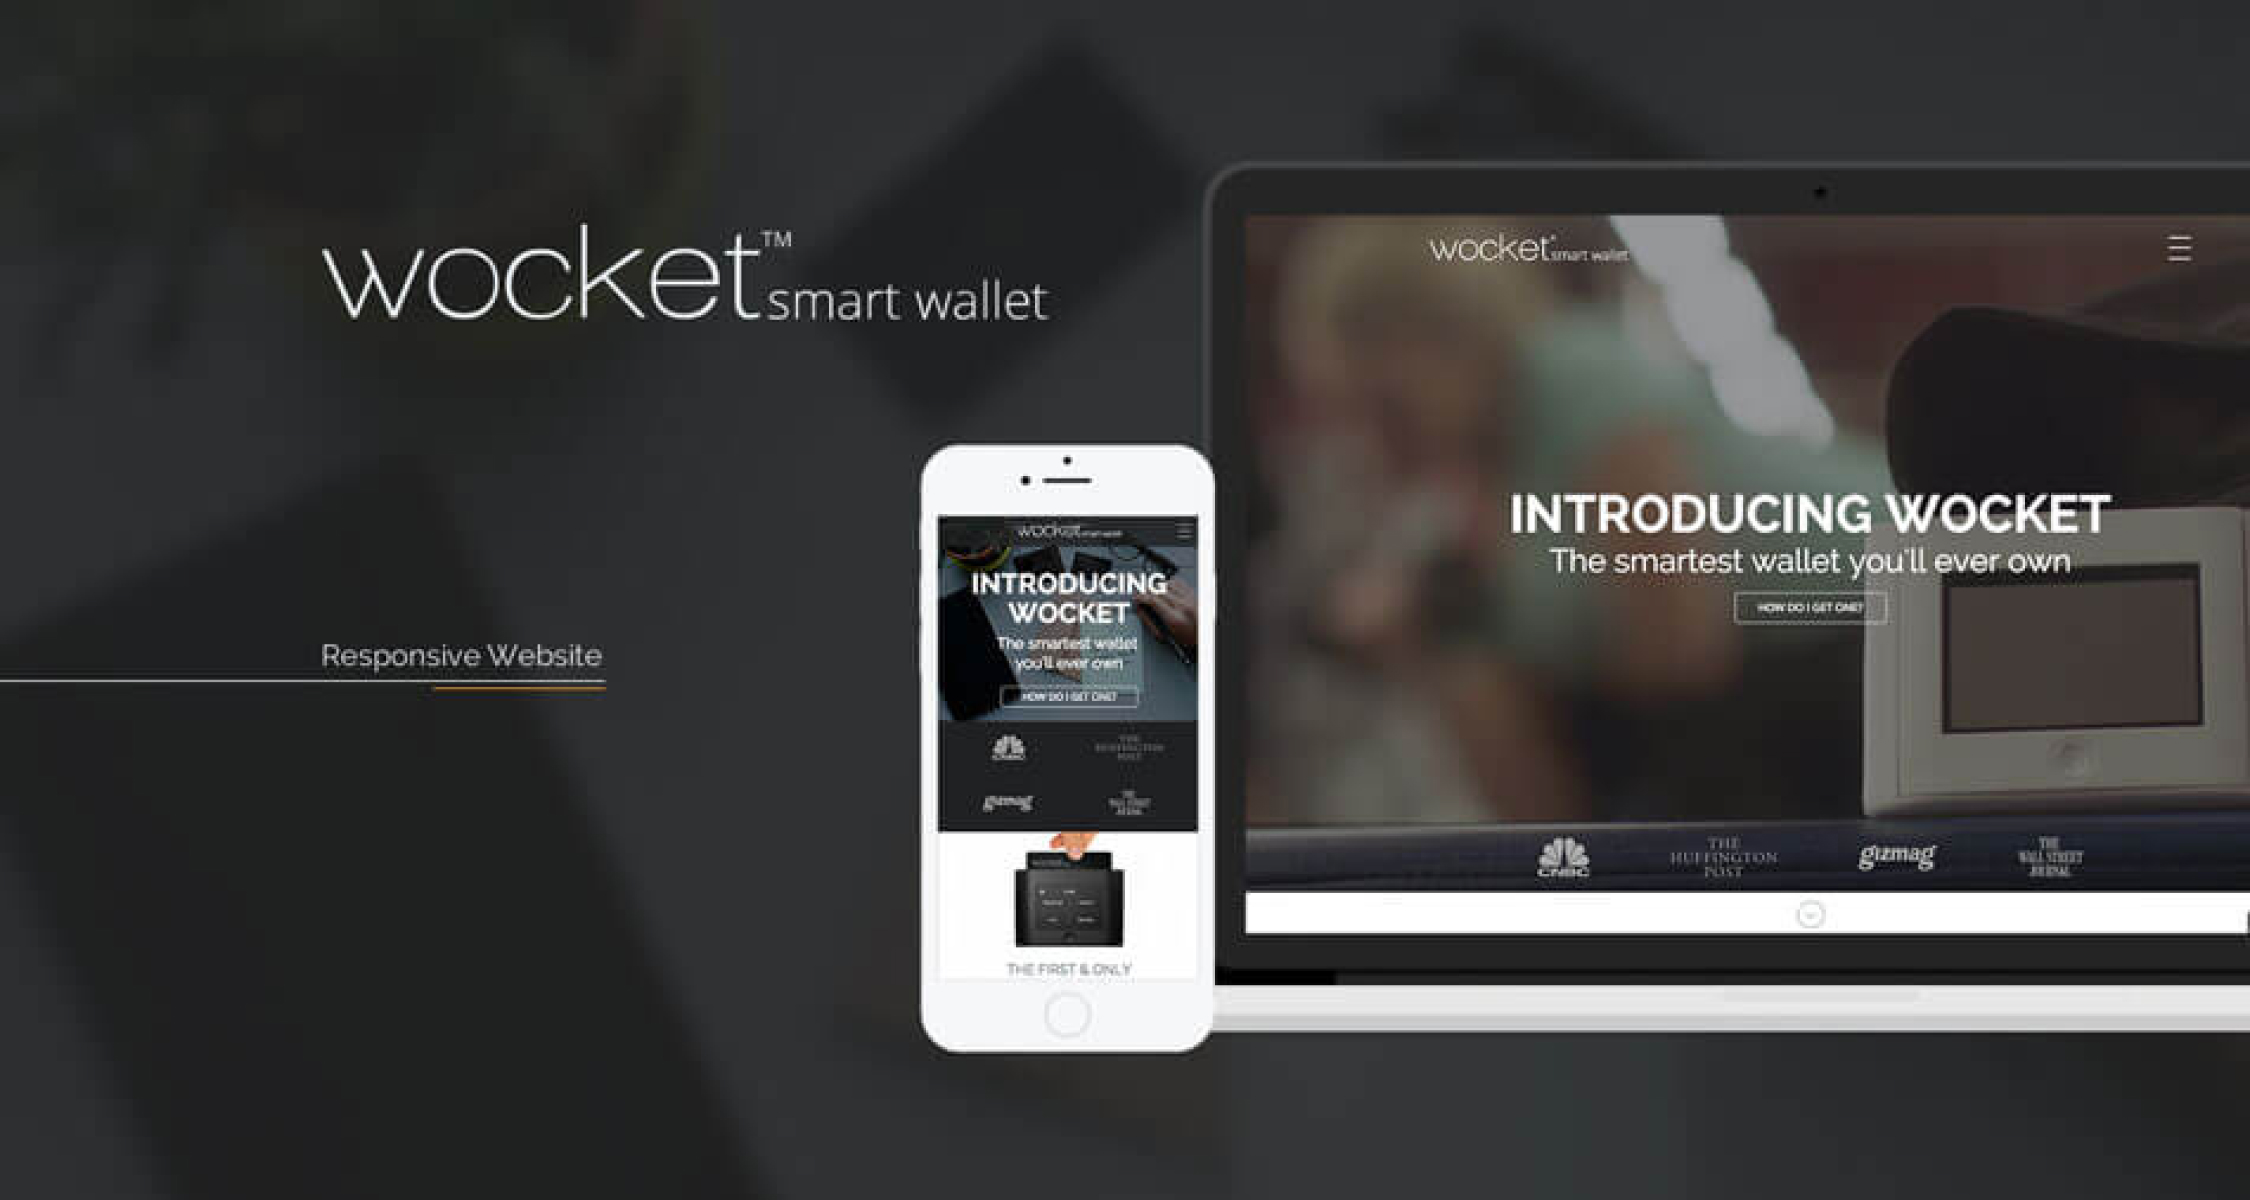 wocket™ smart wallet
Responsive Website
wocket smart wallet
INTRODUCING
WOCKET
The smartest wallet
you'll ever own
HOW DO I GET ONE?
CNBC
THE
HUFFINGTON
POST
gizmag
THE
WALL STREET
JOURNAL
THE FIRST & ONLY
wocket smart wallet
INTRODUCING WOCKET
The smartest wallet you'll ever own
HOW DO I GET ONE?
CNBC
THE
HUFFINGTON
POST
gizmag
THE
WALL STREET
JOURNAL